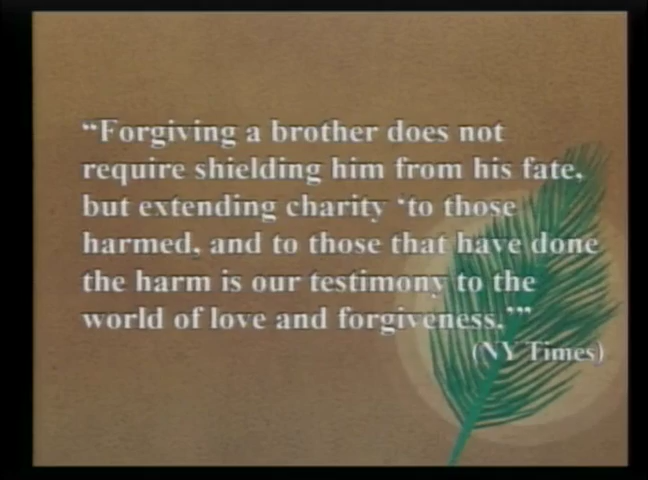 “Forgiving a brother does not
require shielding him from his fate,
but extending charity ‘to those
harmed, and to those that have done
the harm is our testimony to the
world of love and forgiveness.’”
(NY Times)